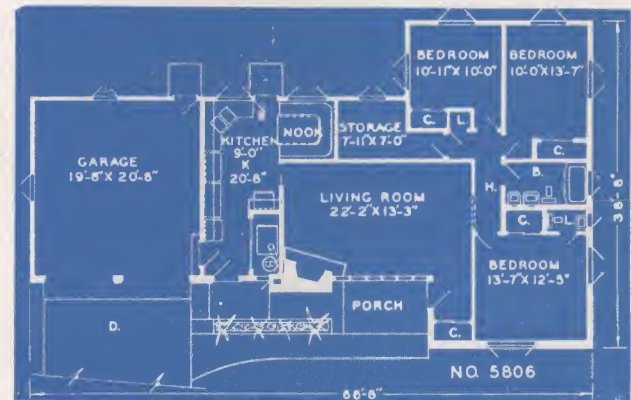 BEDROOM
10'-11" X 10'-0"
BEDROOM
10'-0" X 13'-7"
KITCHEN
9'-0"
X
20'-8"
NOOK
STORAGE
7'-11" X 7'-0"
C.
L.
C.
GARAGE
19'-8" X 20'-8"
LIVING ROOM
22'-2" X 13'-3"
H.
B.
C.
L.
BEDROOM
13'-7" X 12'-5"
38'-8"
D.
PORCH
C.
NO. 5806
68'-8"